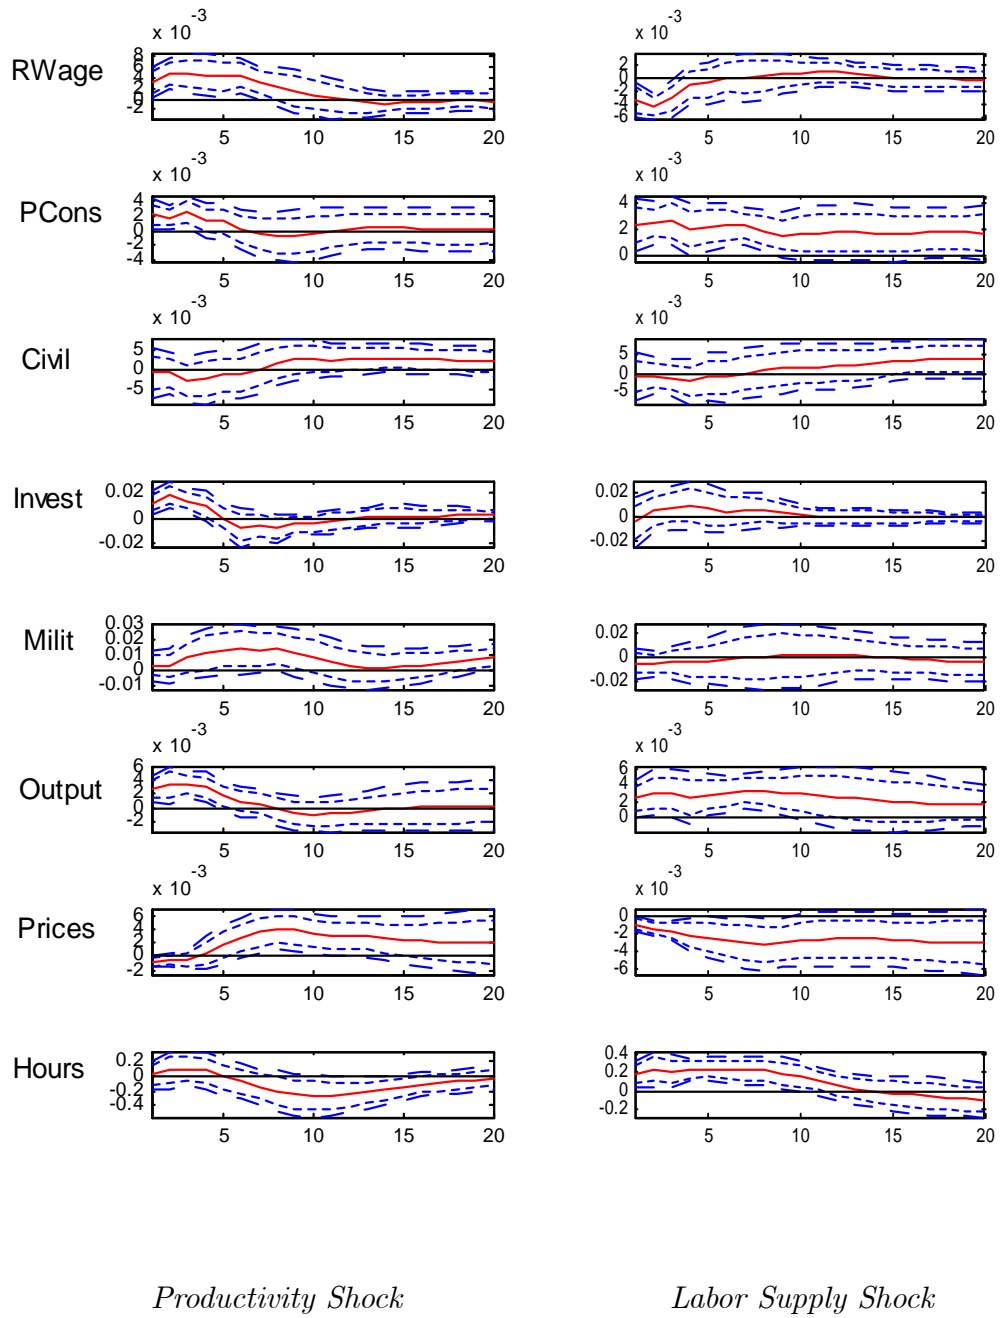 x 10 -3 x 10 -3
RWage 8 6 4 2 0 -2 2 0 -2 -4 -6
5 10 15 20 5 10 15 20
x 10 -3 x 10 -3
PCons 4 2 0 -2 -4 4 2 0
5 10 15 20 5 10 15 20
x 10 -3 x 10 -3
Civil 5 0 -5 5 0 -5
5 10 15 20 5 10 15 20
Invest 0.02 0 -0.02 0.02 0 -0.02
5 10 15 20 5 10 15 20
Milit 0.03 0.02 0.01 0 -0.01 0.02 0 -0.02
5 10 15 20 5 10 15 20
x 10 -3 x 10 -3
Output 6 4 2 0 -2 6 4 2 0
5 10 15 20 5 10 15 20
x 10 -3 x 10 -3
Prices 6 4 2 0 -2 0 -2 -4 -6
5 10 15 20 5 10 15 20
Hours 0.2 0 -0.2 -0.4 0.4 0.2 0 -0.2
5 10 15 20 5 10 15 20
Productivity Shock Labor Supply Shock